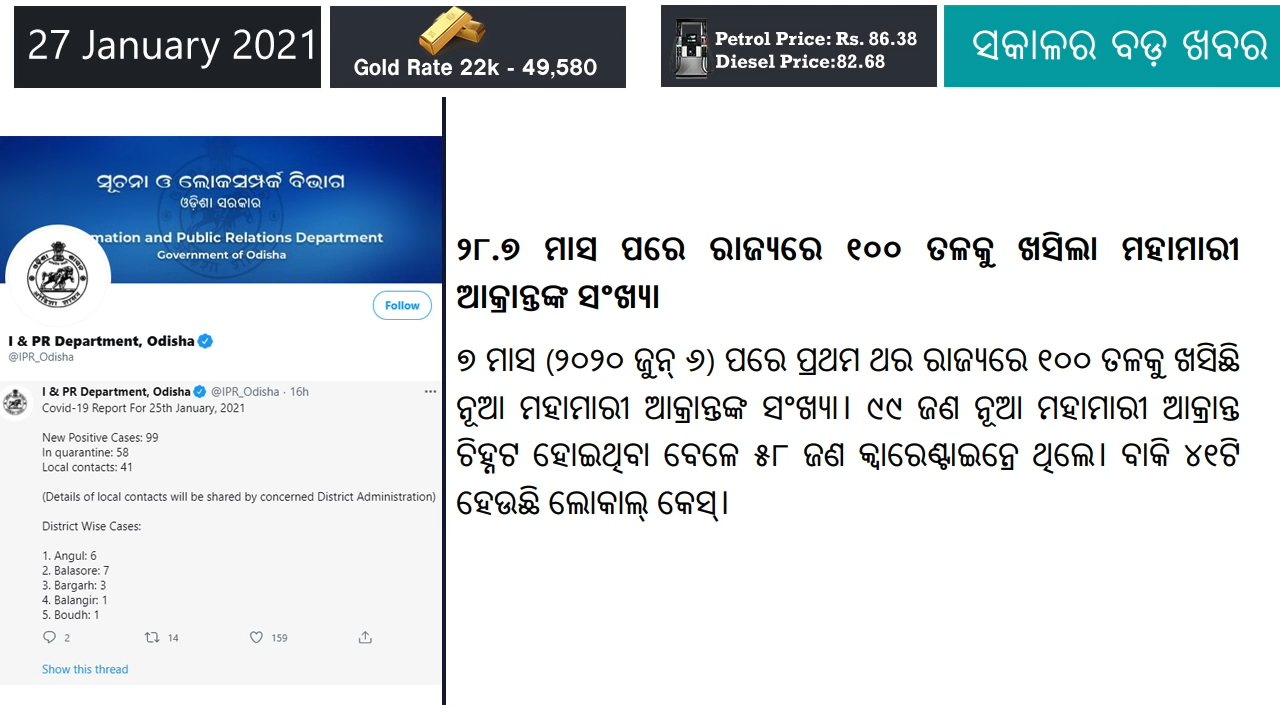 27 January 2021
Gold Rate 22k - 49,580
Petrol Price: Rs. 86.38
Diesel Price:82.68
ସକାଳର ବଡ଼ ଖବର
ସୂଚନା ଓ ଲୋକସମ୍ପର୍କ ବିଭାଗ
ଓଡ଼ିଶା ସରକାର
mation and Public Relations Department
Government of Odisha
Follow
I & PR Department, Odisha
@IPR_Odisha
I & PR Department, Odisha @IPR_Odisha · 16h
Covid-19 Report For 25th January, 2021
New Positive Cases: 99
In quarantine: 58
Local contacts: 41
(Details of local contacts will be shared by concerned District Administration)
District Wise Cases:
1. Angul: 6
2. Balasore: 7
3. Bargarh: 3
4. Balangir: 1
5. Boudh: 1
2 14 159
Show this thread
୨୮.୭ ମାସ ପରେ ରାଜ୍ୟରେ ୧୦୦ ତଳକୁ ଖସିଲା ମହାମାରୀ
ଆକ୍ରାନ୍ତଙ୍କ ସଂଖ୍ୟା
୭ ମାସ (୨୦୨୦ ଜୁନ୍ ୬) ପରେ ପ୍ରଥମ ଥର ରାଜ୍ୟରେ ୧୦୦ ତଳକୁ ଖସିଛି
ନୂଆ ମହାମାରୀ ଆକ୍ରାନ୍ତଙ୍କ ସଂଖ୍ୟା। ୯୯ ଜଣ ନୂଆ ମହାମାରୀ ଆକ୍ରାନ୍ତ
ଚିହ୍ନଟ ହୋଇଥିବା ବେଳେ ୫୮ ଜଣ କ୍ୱାରେଣ୍ଟାଇନ୍ରେ ଥିଲେ। ବାକି ୪୧ଟି
ହେଉଛି ଲୋକାଲ୍ କେସ୍।